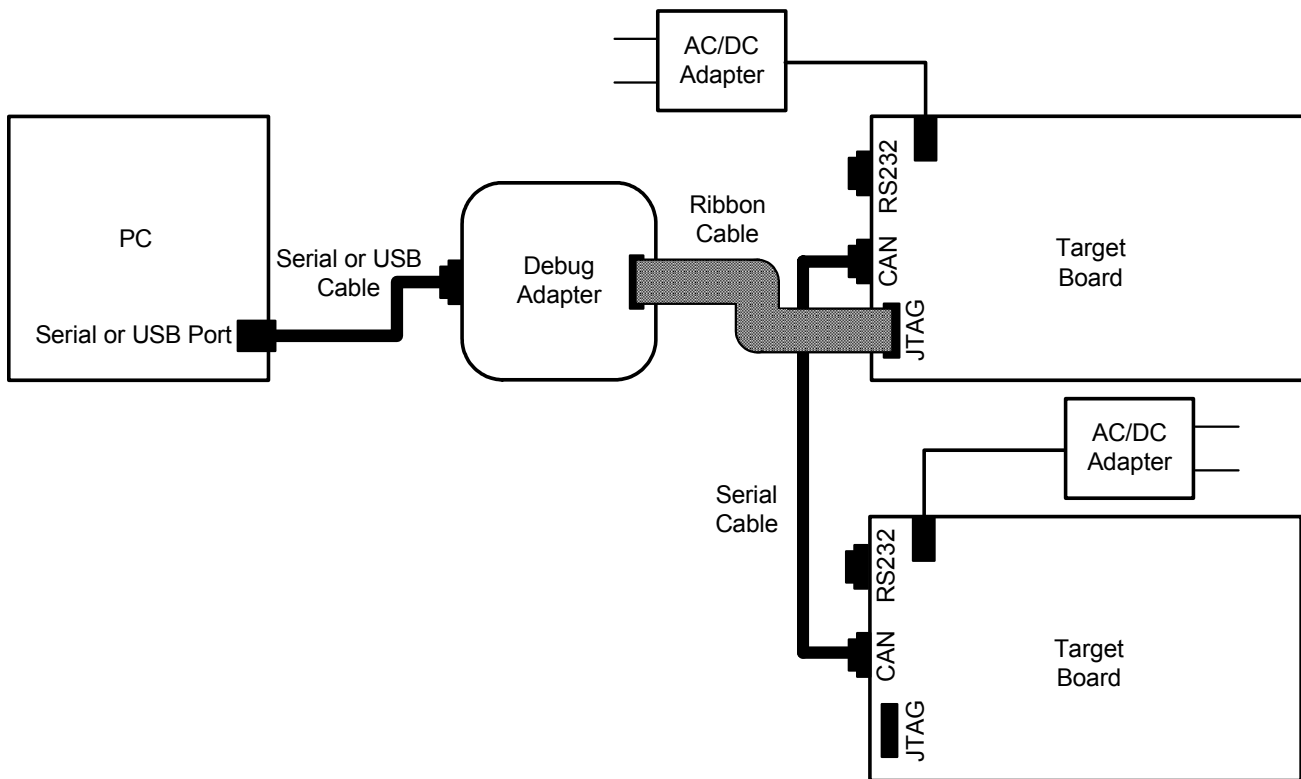 AC/DC
Adapter
PC
Serial or USB
Cable
Serial or USB Port
Debug
Adapter
Ribbon
Cable
RS232
CAN
JTAG
Target
Board
Serial
Cable
AC/DC
Adapter
RS232
CAN
JTAG
Target
Board